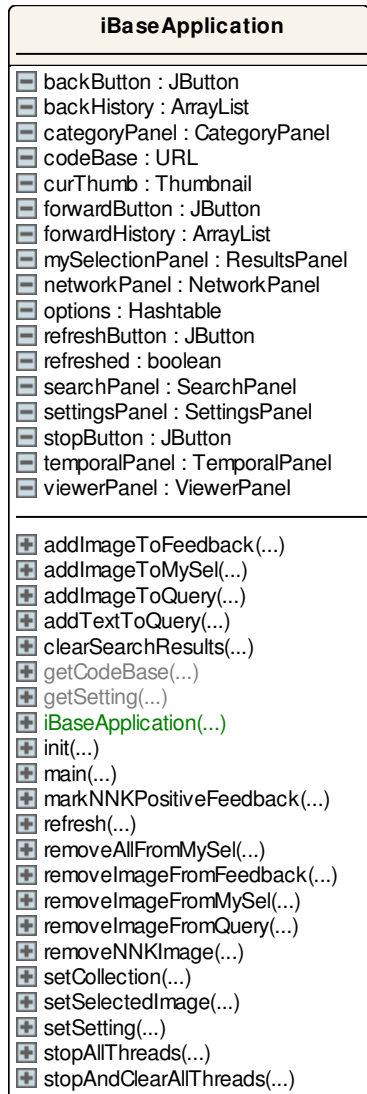 iBaseApplication
backButton : JButton
backHistory : ArrayList
categoryPanel : CategoryPanel
codeBase : URL
curThumb : Thumbnail
forwardButton : JButton
forwardHistory : ArrayList
mySelectionPanel : ResultsPanel
networkPanel : NetworkPanel
options : Hashtable
refreshButton : JButton
refreshed : boolean
searchPanel : SearchPanel
settingsPanel : SettingsPanel
stopButton : JButton
temporalPanel : TemporalPanel
viewerPanel : ViewerPanel
addImageToFeedback(...)
addImageToMySel(...)
addImageToQuery(...)
addTextToQuery(...)
clearSearchResults(...)
getCodeBase(...)
getSetting(...)
iBaseApplication(...)
init(...)
main(...)
markNNKPositiveFeedback(...)
refresh(...)
removeAllFromMySel(...)
removeImageFromFeedback(...)
removeImageFromMySel(...)
removeImageFromQuery(...)
removeNNKImage(...)
setCollection(...)
setSelectedImage(...)
setSetting(...)
stopAllThreads(...)
stopAndClearAllThreads(...)